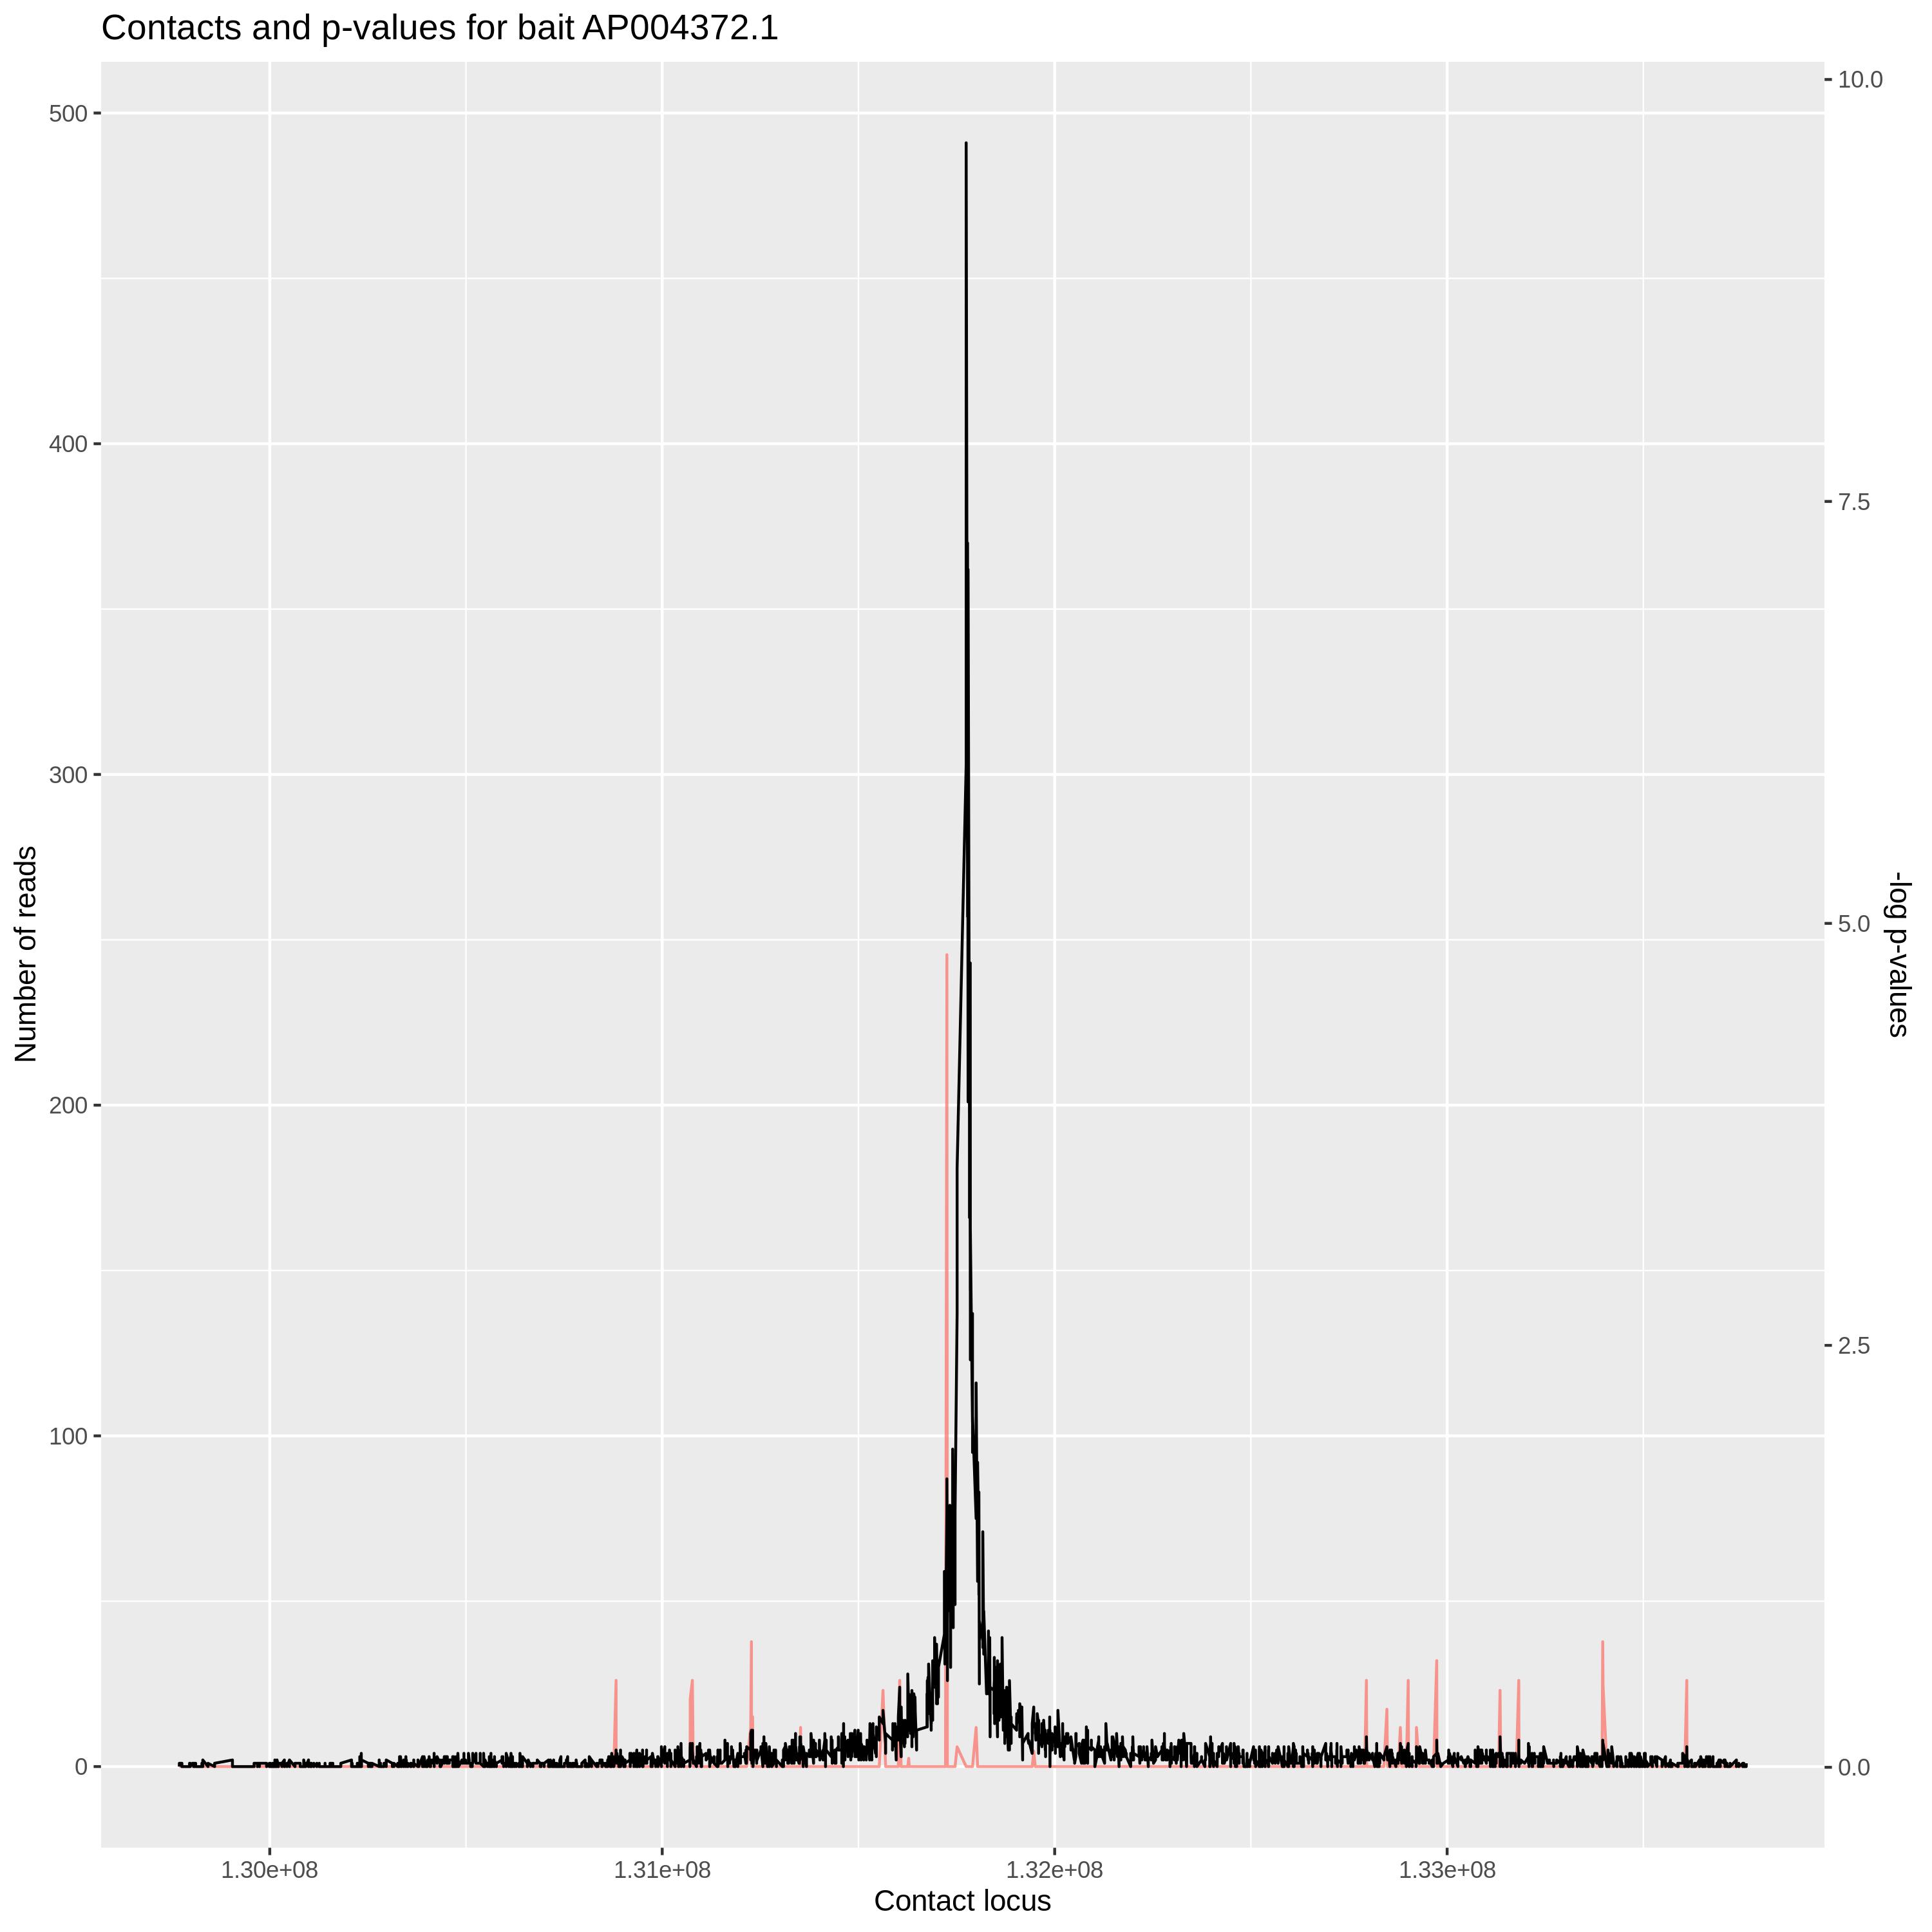 Contacts and p-values for bait AP004372.1
500
400
300
200
100
0
Number of reads
10.0
7.5
5.0
2.5
0.0
-log p-values
1.30e+08
1.31e+08
1.32e+08
1.33e+08
Contact locus